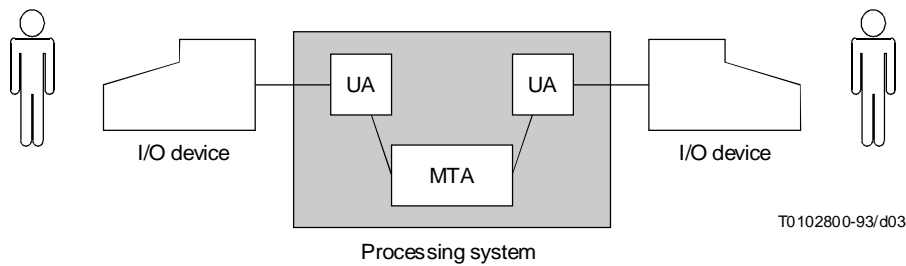 UA
UA
I/O device
MTA
I/O device
T0102800-93/d03
Processing system